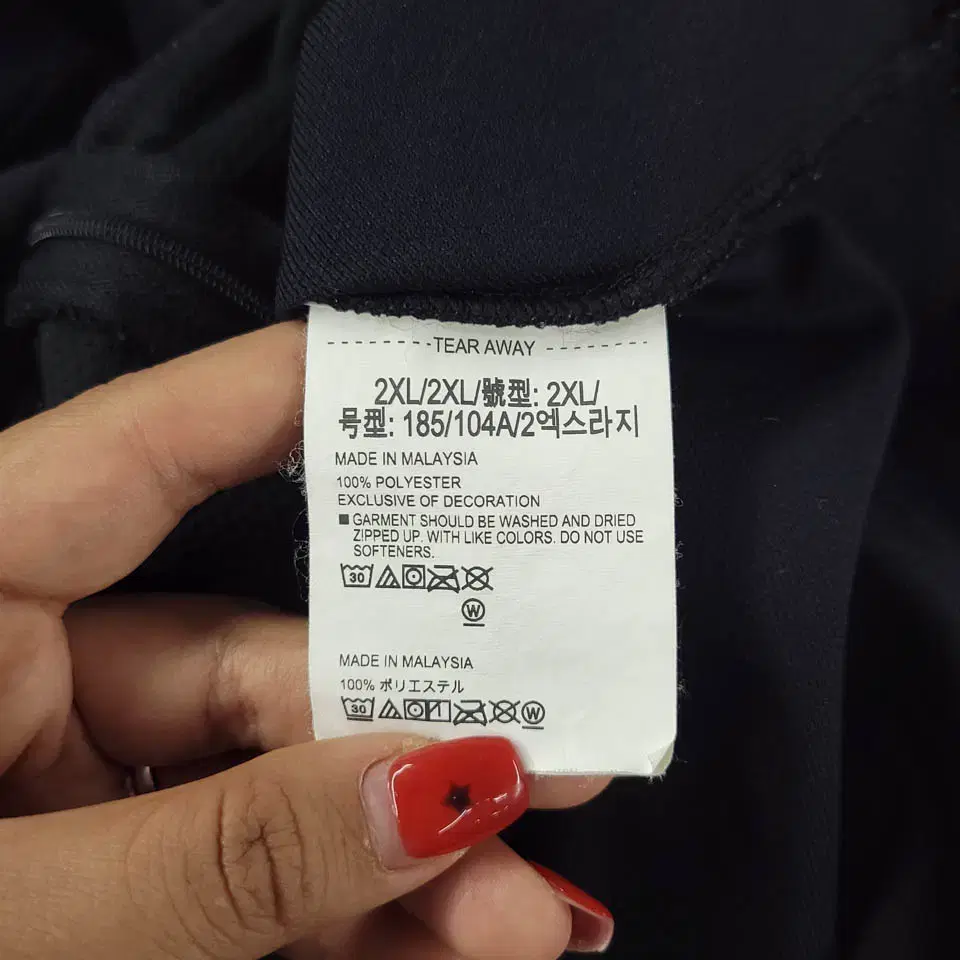 TEAR AWAY
2XL/2XL/號型: 2XL/
号型: 185/104A/2엑스라지
MADE IN MALAYSIA
100% POLYESTER
EXCLUSIVE OF DECORATION
■ GARMENT SHOULD BE WASHED AND DRIED
ZIPPED UP. WITH LIKE COLORS. DO NOT USE
SOFTENERS.
30
W
MADE IN MALAYSIA
100% ポリエステル
30 W